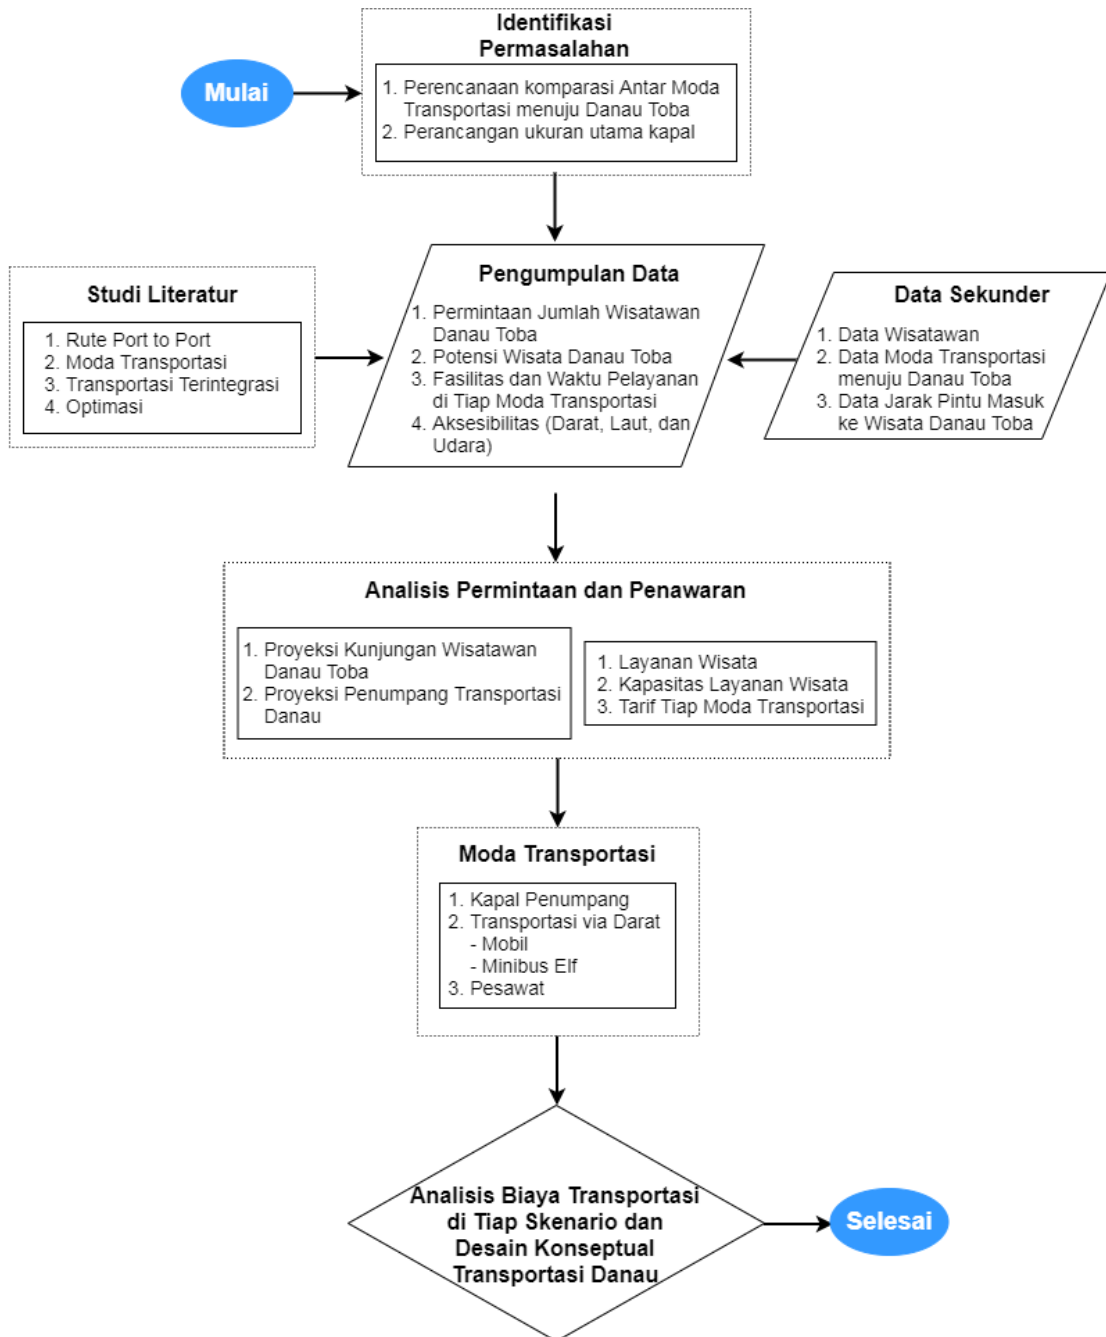 Identifikasi
Permasalahan
Mulai
1. Perencanaan komparasi Antar Moda
Transportasi menuju Danau Toba
2. Perancangan ukuran utama kapal
Studi Literatur
1. Rute Port to Port
2. Moda Transportasi
3. Transportasi Terintegrasi
4. Optimasi
Pengumpulan Data
1. Permintaan Jumlah Wisatawan
Danau Toba
2. Potensi Wisata Danau Toba
3. Fasilitas dan Waktu Pelayanan
di Tiap Moda Transportasi
4. Aksesibilitas (Darat, Laut, dan
Udara)
Data Sekunder
1. Data Wisatawan
2. Data Moda Transportasi
menuju Danau Toba
3. Data Jarak Pintu Masuk
ke Wisata Danau Toba
Analisis Permintaan dan Penawaran
1. Proyeksi Kunjungan Wisatawan
Danau Toba
2. Proyeksi Penumpang Transportasi
Danau
1. Layanan Wisata
2. Kapasitas Layanan Wisata
3. Tarif Tiap Moda Transportasi
Moda Transportasi
1. Kapal Penumpang
2. Transportasi via Darat
- Mobil
- Minibus Elf
3. Pesawat
Analisis Biaya Transportasi
di Tiap Skenario dan
Desain Konseptual
Transportasi Danau
Selesai